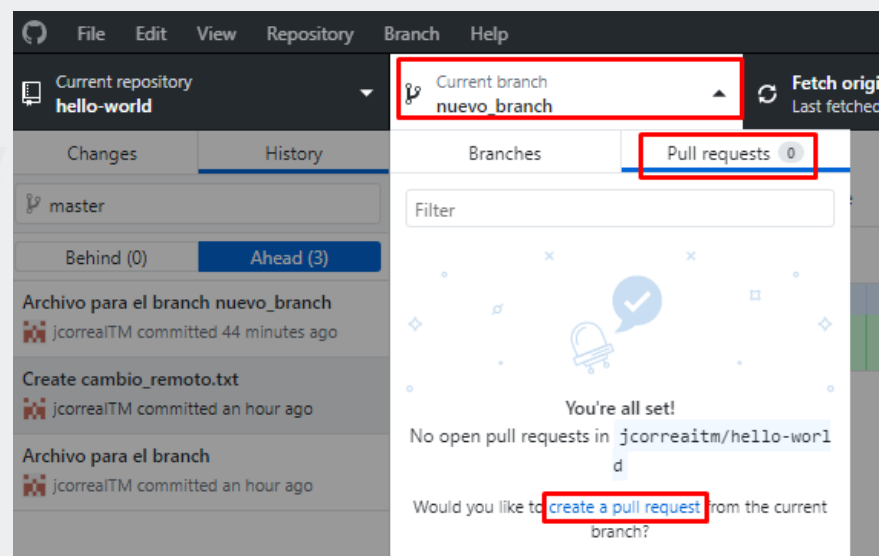 File Edit View Repository Branch Help
Current repository
hello-world
Current branch
nuevo_branch
Fetch origi
Last fetched
Changes History
master
Behind (0) Ahead (3)
Archivo para el branch nuevo_branch
jcorrealTM committed 44 minutes ago
Create cambio_remoto.txt
jcorrealTM committed an hour ago
Archivo para el branch
jcorrealTM committed an hour ago
Branches Pull requests 0
Filter
You're all set!
No open pull requests in jcorreaitm/hello-worl
d
Would you like to create a pull request from the current
branch?